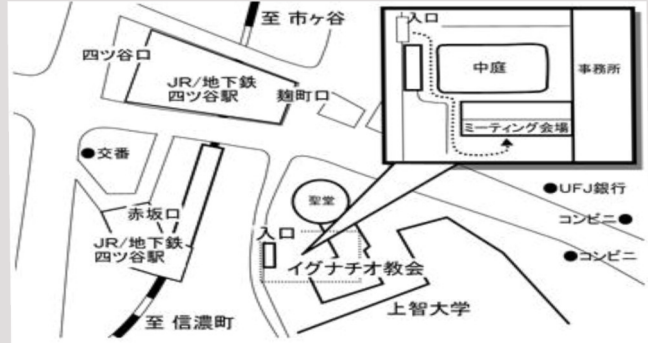 至 市ヶ谷
入口
四ツ谷口
中庭
事務所
JR/地下鉄
四ツ谷駅
麹町口
ミーティング会場
交番
UFJ銀行
聖堂
赤坂口
コンビニ
入口
JR/地下鉄
四ツ谷駅
コンビニ
イグナチオ教会
上智大学
至 信濃町